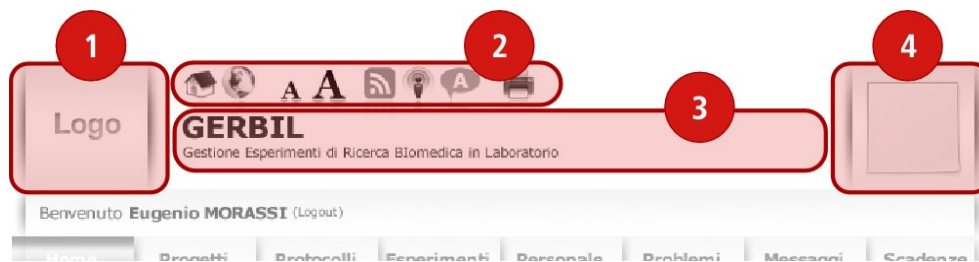 1
2
4
A A A
Logo
3
GERBIL
Gestione Esperimenti di Ricerca BIomedica in Laboratorio
Benvenuto Eugenio MORASSI (Logout)
Home Progetti Protocolli Esperimenti Personale Problemi Messaggi Scadenze